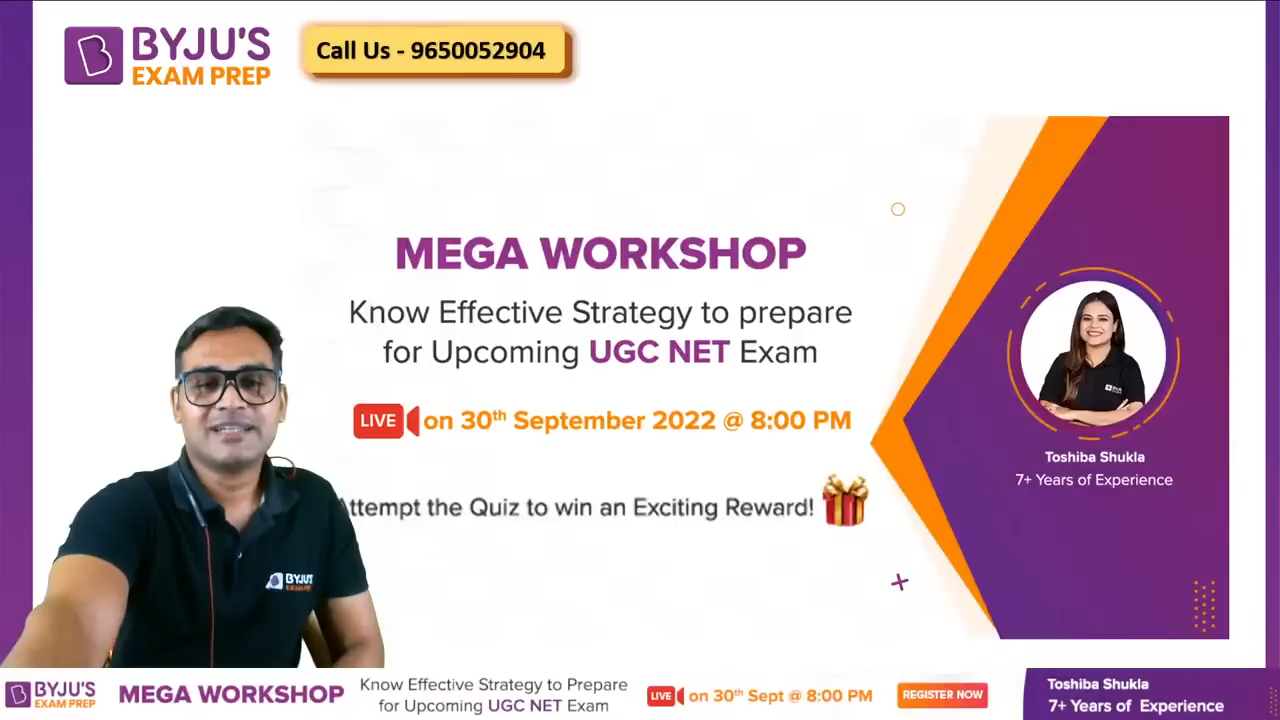 BYJU'S
EXAM PREP
Call Us - 9650052904
MEGA WORKSHOP
Know Effective Strategy to prepare
for Upcoming UGC NET Exam
LIVE on 30th September 2022 @ 8:00 PM
Attempt the Quiz to win an Exciting Reward!
Toshiba Shukla
7+ Years of Experience
BYJU'S
EXAM PREP
BYJU'S
EXAM PREP
MEGA WORKSHOP
Know Effective Strategy to Prepare
for Upcoming UGC NET Exam
LIVE on 30th Sept @ 8:00 PM
REGISTER NOW
Toshiba Shukla
7+ Years of Experience